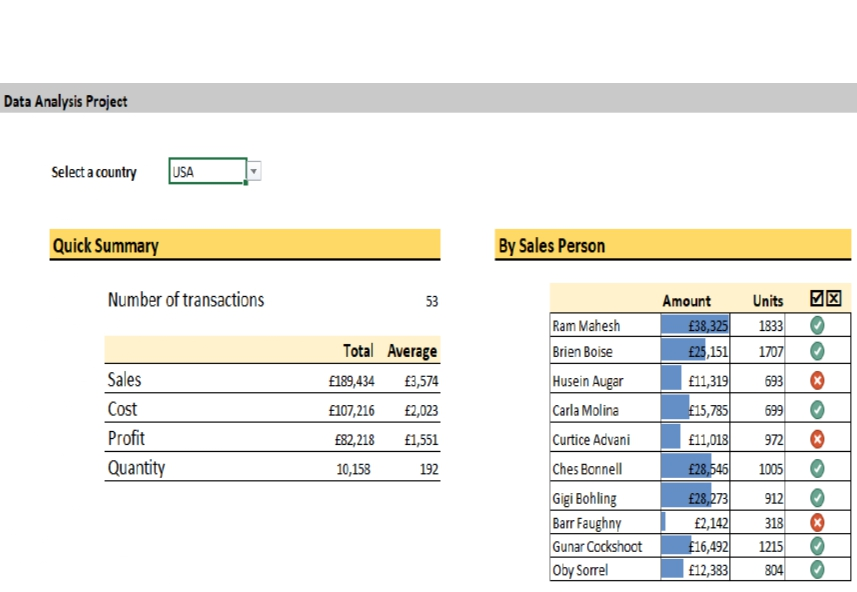 Data Analysis Project
Select a country USA
Quick Summary
Number of transactions 53
Total Average
Sales £189,434 £3,574
Cost £107,216 £2,023
Profit £82,218 £1,551
Quantity 10,158 192
By Sales Person
Amount Units
Ram Mahesh £38,325 1833
Brien Boise £25,151 1707
Husein Augar £11,319 693
Carla Molina £15,785 699
Curtice Advani £11,018 972
Ches Bonnell £28,546 1005
Gigi Bohling £28,273 912
Barr Faughny £2,142 318
Gunar Cockshoot £16,492 1215
Oby Sorrel £12,383 804